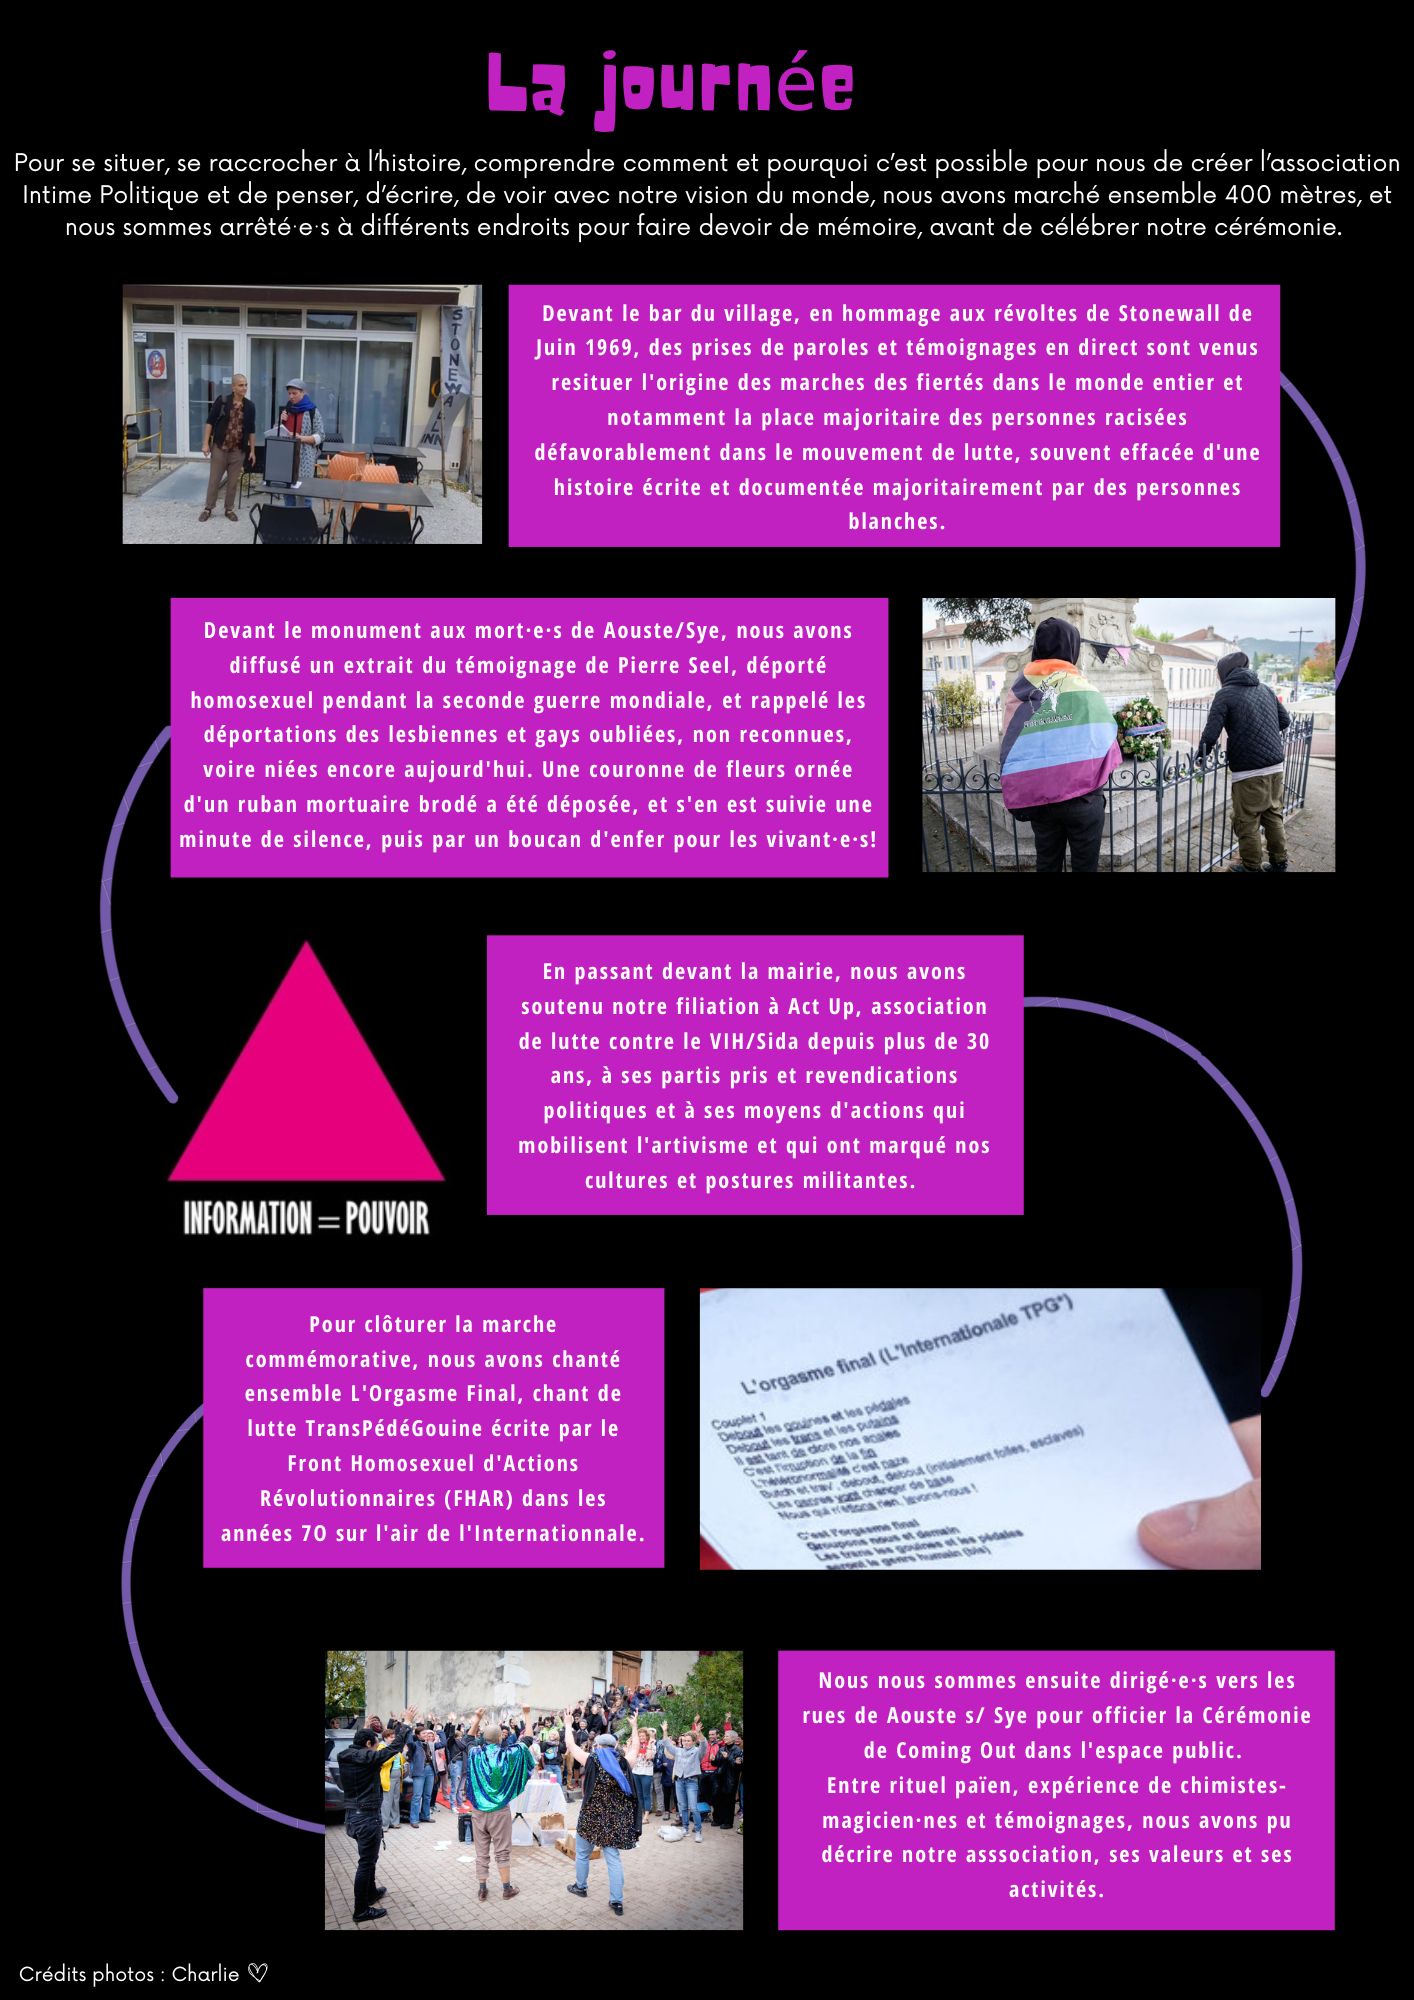 La journée
Pour se situer, se raccrocher à l'histoire, comprendre comment et pourquoi c'est possible pour nous de créer l'association
Intime Politique et de penser, d'écrire, de voir avec notre vision du monde, nous avons marché ensemble 400 mètres, et
nous sommes arrêté·e·s à différents endroits pour faire devoir de mémoire, avant de célébrer notre cérémonie.
STONEWALL
INN
Devant le bar du village, en hommage aux révoltes de Stonewall de
Juin 1969, des prises de paroles et témoignages en direct sont venus
resituer l'origine des marches des fiertés dans le monde entier et
notamment la place majoritaire des personnes racisées
défavorablement dans le mouvement de lutte, souvent effacée d'une
histoire écrite et documentée majoritairement par des personnes
blanches.
Devant le monument aux mort·e·s de Aouste/Sye, nous avons
diffusé un extrait du témoignage de Pierre Seel, déporté
homosexuel pendant la seconde guerre mondiale, et rappelé les
déportations des lesbiennes et gays oubliées, non reconnues,
voire niées encore aujourd'hui. Une couronne de fleurs ornée
d'un ruban mortuaire brodé a été déposée, et s'en est suivie une
minute de silence, puis par un boucan d'enfer pour les vivant·e·s!
INFORMATION = POUVOIR
En passant devant la mairie, nous avons
soutenu notre filiation à Act Up, association
de lutte contre le VIH/Sida depuis plus de 30
ans, à ses partis pris et revendications
politiques et à ses moyens d'actions qui
mobilisent l'artivisme et qui ont marqué nos
cultures et postures militantes.
Pour clôturer la marche
commémorative, nous avons chanté
ensemble L'Orgasme Final, chant de
lutte TransPédéGouine écrite par le
Front Homosexuel d'Actions
Révolutionnaires (FHAR) dans les
années 7O sur l'air de l'Internationnale.
L'orgasme final (L'Internationale TPG*)
Couplet 1
Debout les gouines et les pédales
Debout les trans et les putains
Il est tant de clore nos anales
C'est l'irruption de la fin
L'hétéronormalité c'est naze
Butch et trav', debout, debout (initialement folles, esclaves)
Les gacres vont changer de base
Nous qui n'étions rien, javons-nous !
C'est l'orgasme final
Groupons nous et demain
Les trans les gouines et les pédales
seront le genre humain (bis)
Nous nous sommes ensuite dirigé·e·s vers les
rues de Aouste s/ Sye pour officier la Cérémonie
de Coming Out dans l'espace public.
Entre rituel païen, expérience de chimistes-
magicien·nes et témoignages, nous avons pu
décrire notre asssociation, ses valeurs et ses
activités.
Crédits photos : Charlie ♡